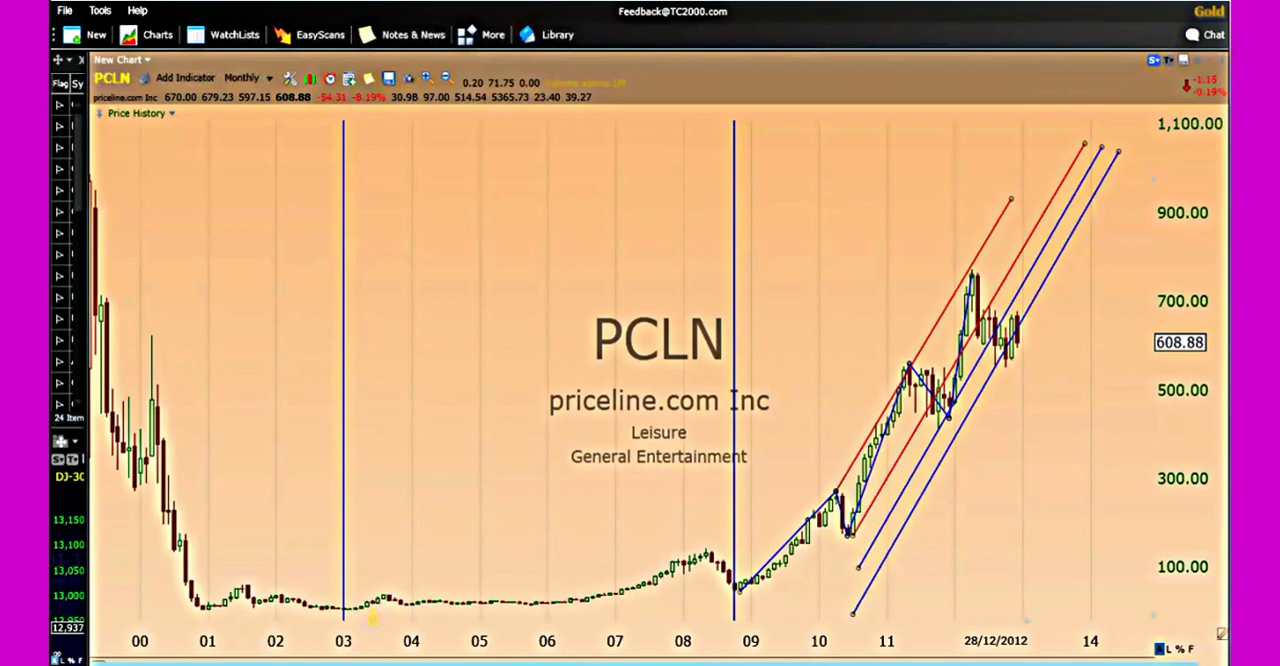 File Tools Help Feedback@TC2000.com Gold
New Charts WatchLists EasyScans Notes & News More Library Chat
New Chart
Flag Sy PCLN Add Indicator Monthly 0.20 71.75 0.00 -1.15
priceline.com Inc 670.00 679.23 597.15 608.88 -54.31 -8.19% 30.9B 97.00 514.54 5365.73 23.40 39.27 -0.19%
Price History
1,100.00
900.00
700.00
PCLN
608.88
priceline.com Inc
500.00
24 Item
Leisure
General Entertainment
DJ-30
300.00
13,150
13,100
100.00
13,050
13,000
12,950
12,937
00 01 02 03 04 05 06 07 08 09 10 11 28/12/2012 14
A L % F
A L % F